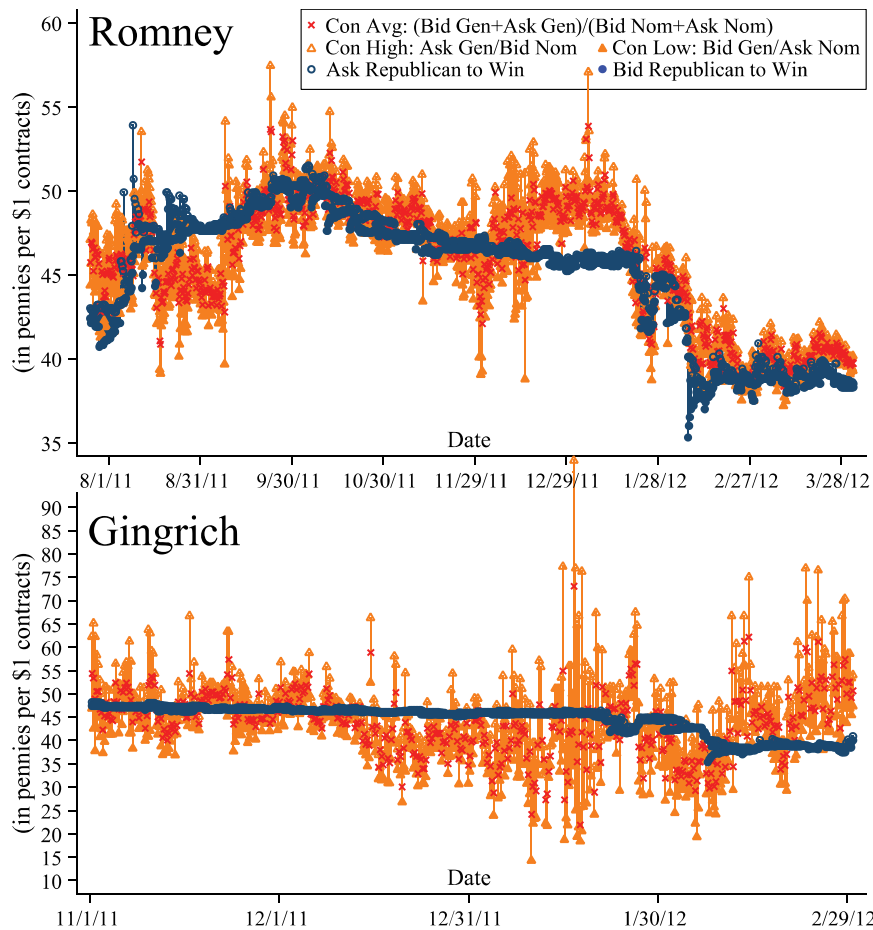 Romney
Con Avg: (Bid Gen+Ask Gen)/(Bid Nom+Ask Nom)
Con High: Ask Gen/Bid Nom Con Low: Bid Gen/Ask Nom
Ask Republican to Win Bid Republican to Win
(in pennies per $1 contracts)
60
55
50
45
40
35
Date
8/1/11 8/31/11 9/30/11 10/30/11 11/29/11 12/29/11 1/28/12 2/27/12 3/28/12
Gingrich
(in pennies per $1 contracts)
90
85
80
75
70
65
60
55
50
45
40
35
30
25
20
15
10
Date
11/1/11 12/1/11 12/31/11 1/30/12 2/29/12